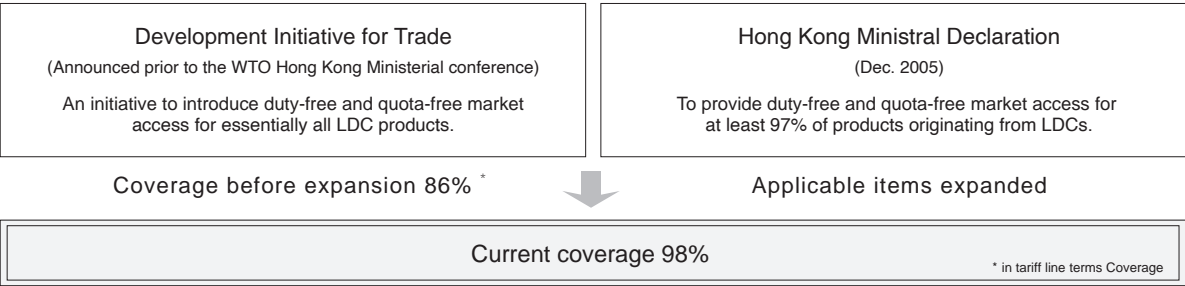 Development Initiative for Trade
(Announced prior to the WTO Hong Kong Ministerial conference)
An initiative to introduce duty-free and quota-free market
access for essentially all LDC products.
Hong Kong Ministral Declaration
(Dec. 2005)
To provide duty-free and quota-free market access for
at least 97% of products originating from LDCs.
Coverage before expansion 86% *
Applicable items expanded
Current coverage 98%
* in tariff line terms Coverage